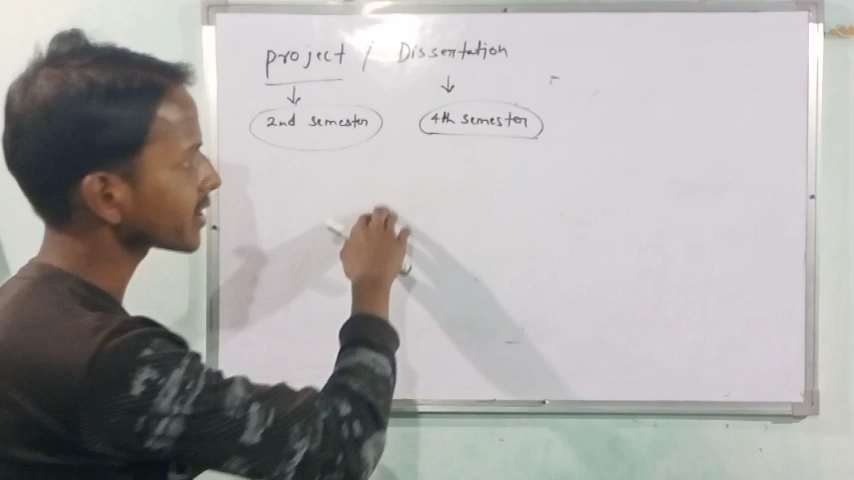 project / Dissertation
↓ ↓
2nd semester 4th semester